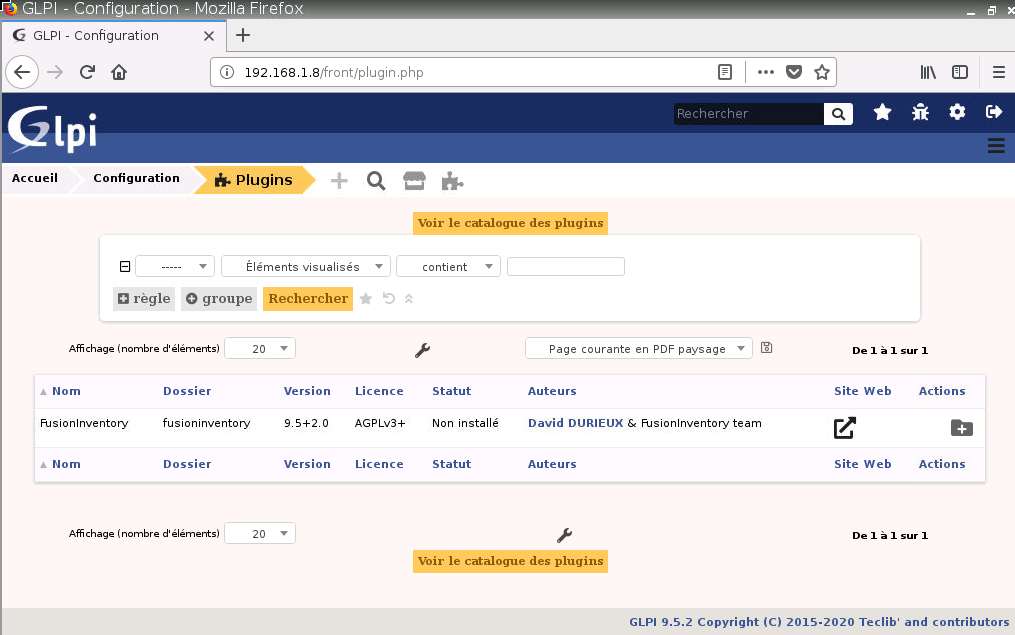 GLPI - Configuration - Mozilla Firefox
GLPI - Configuration
192.168.1.8/front/plugin.php
Glpi
Rechercher
Accueil Configuration Plugins
Voir le catalogue des plugins
----- Éléments visualisés contient
règle groupe Rechercher
Affichage (nombre d'éléments) 20 Page courante en PDF paysage De 1 à 1 sur 1
Nom Dossier Version Licence Statut Auteurs Site Web Actions
FusionInventory fusioninventory 9.5+2.0 AGPLv3+ Non installé David DURIEUX & FusionInventory team
Nom Dossier Version Licence Statut Auteurs Site Web Actions
Affichage (nombre d'éléments) 20 De 1 à 1 sur 1
Voir le catalogue des plugins
GLPI 9.5.2 Copyright (C) 2015-2020 Teclib' and contributors